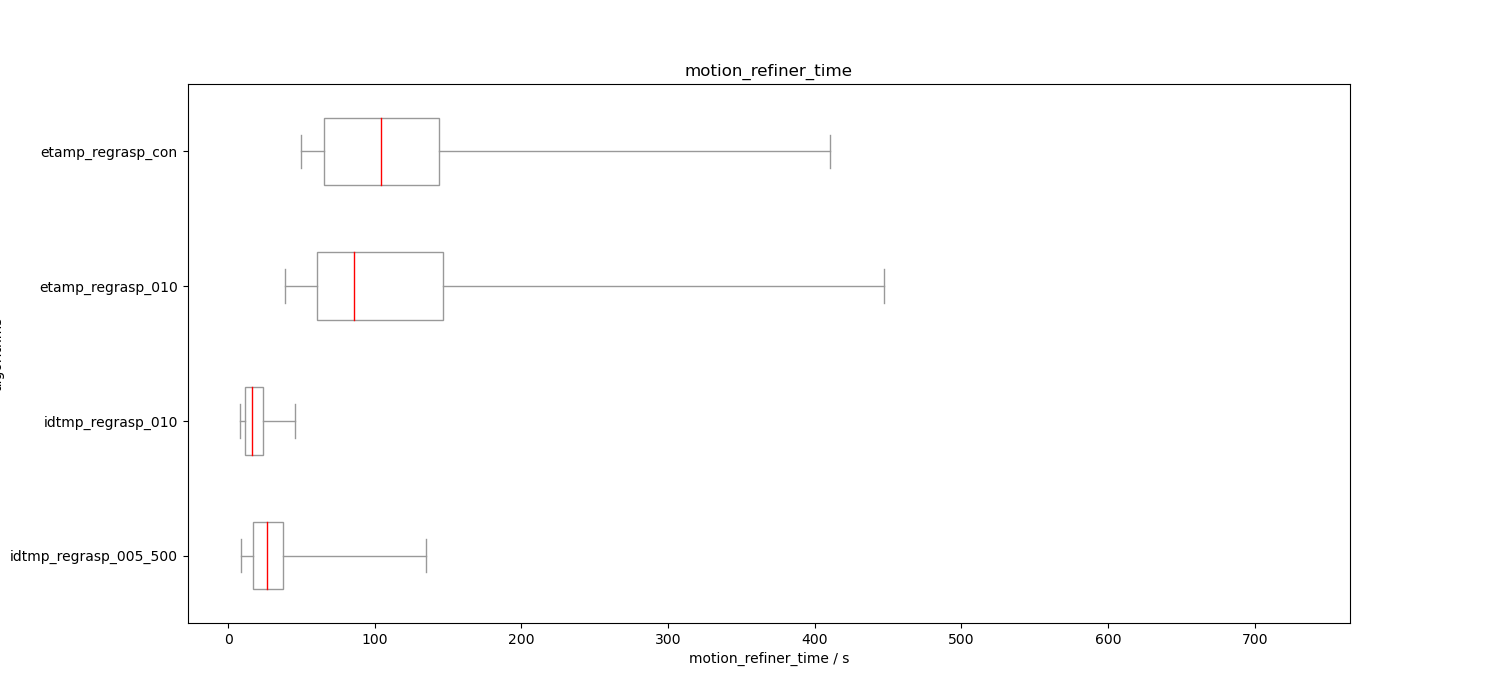 motion_refiner_time
etamp_regrasp_con
etamp_regrasp_010
idtmp_regrasp_010
idtmp_regrasp_005_500
0 100 200 300 400 500 600 700
motion_refiner_time / s